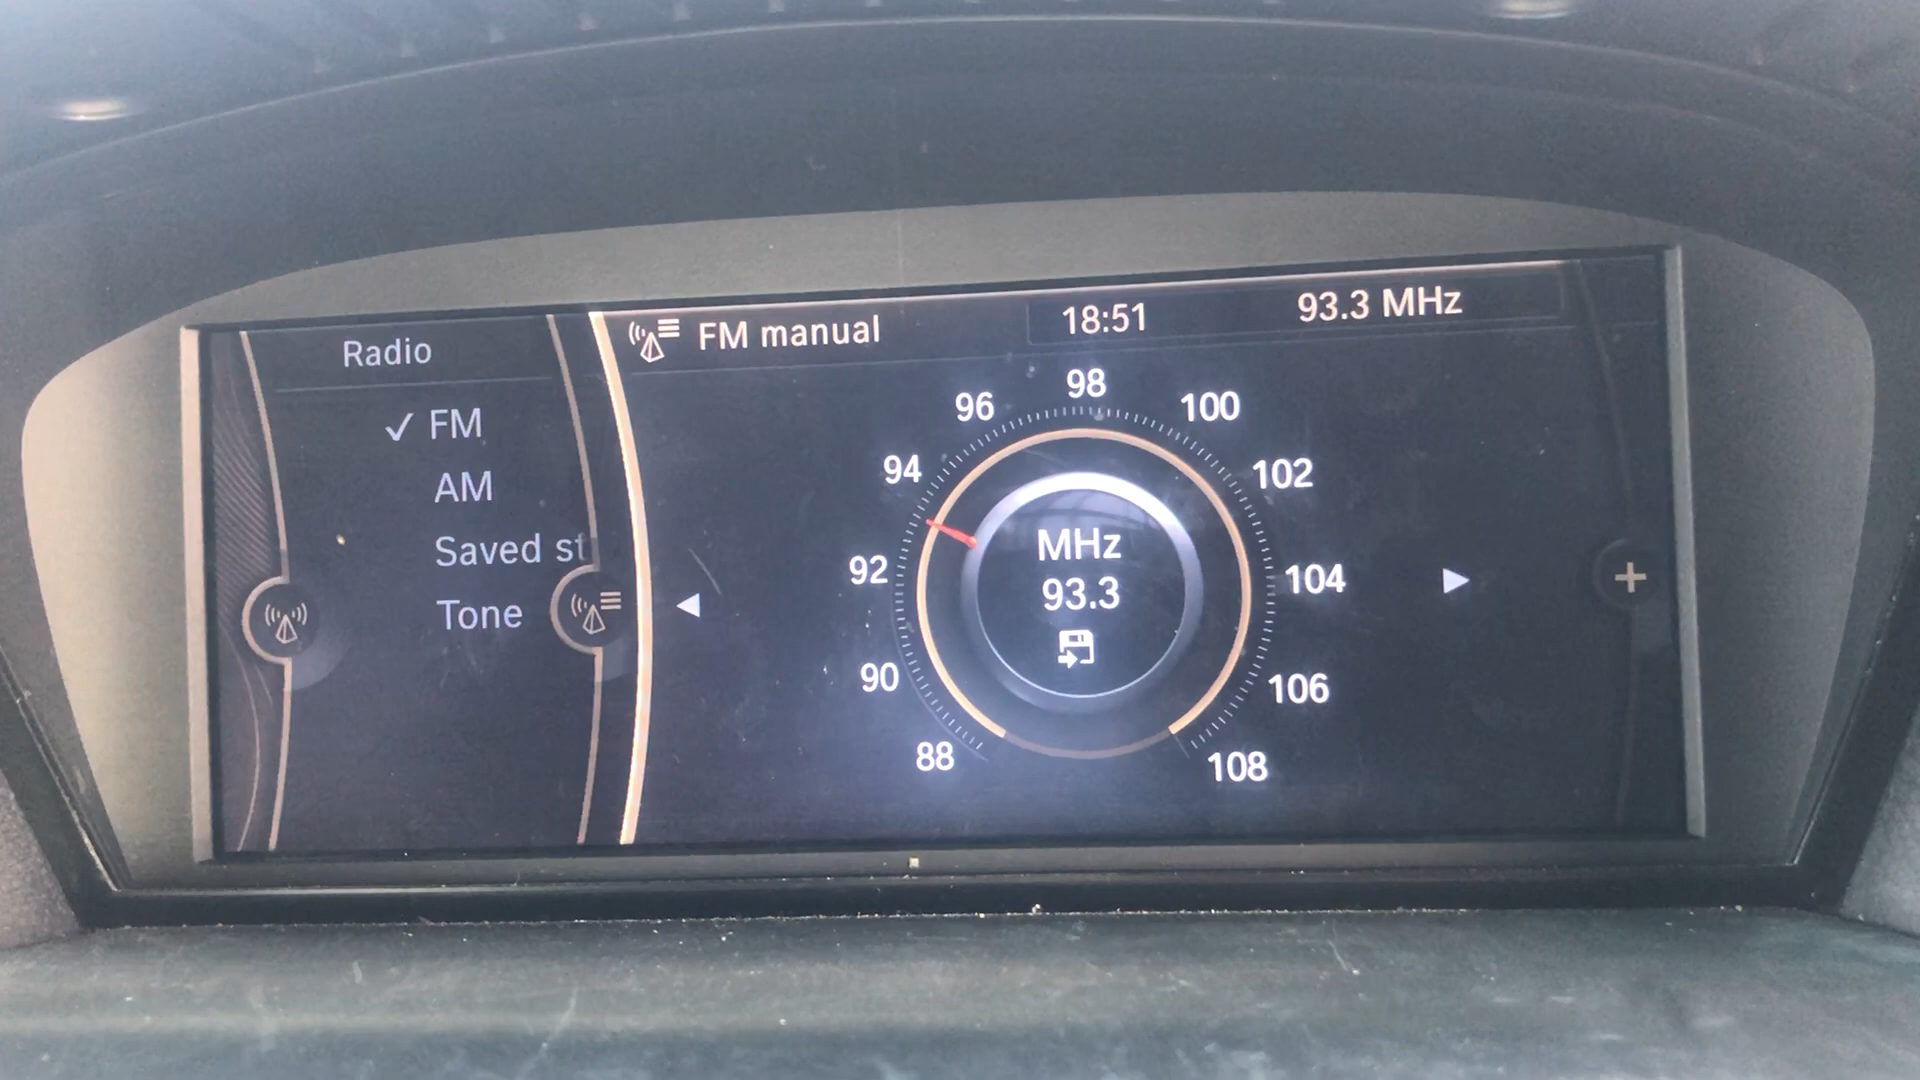 Radio
✓ FM
AM
Saved st
Tone
FM manual
18:51
93.3 MHz
88
90
92
94
96
98
100
102
104
106
108
MHz
93.3
+